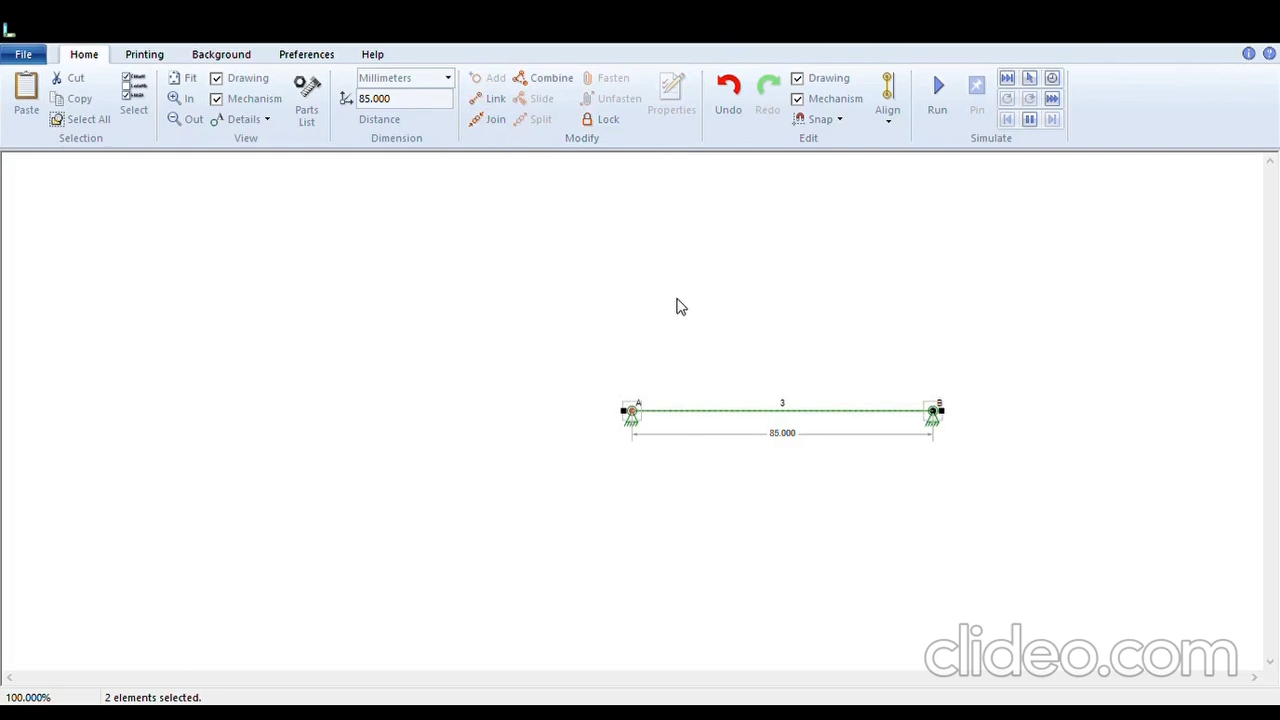 File Home Printing Background Preferences Help
Paste Cut Copy Select All Select Selection
Fit In Out Drawing Mechanism Details Parts List View
Millimeters 85.000 Distance Dimension
Add Link Join Combine Slide Split Fasten Unfasten Lock Properties Modify
Undo Redo Drawing Mechanism Snap Align Edit
Run Pin Simulate
A 3 B
85.000
clideo.com
100.000% 2 elements selected.